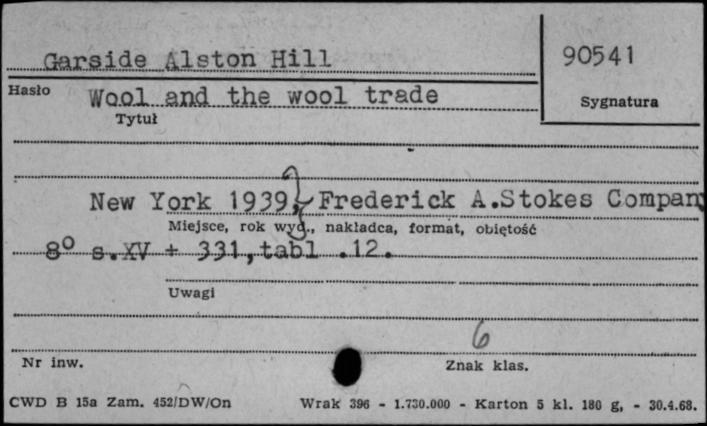 Garside Alston Hill
90541
Hasło
Wool and the wool trade
Sygnatura
Tytuł
New York 1939, Frederick A.Stokes Company
Miejsce, rok wyd., nakładca, format, objętość
8° s.XV + 331,tabl .12.
Uwagi
6
Nr inw.
Znak klas.
CWD B 15a Zam. 452/DW/On
Wrak 396 - 1.730.000 - Karton 5 kl. 180 g, - 30.4.68.